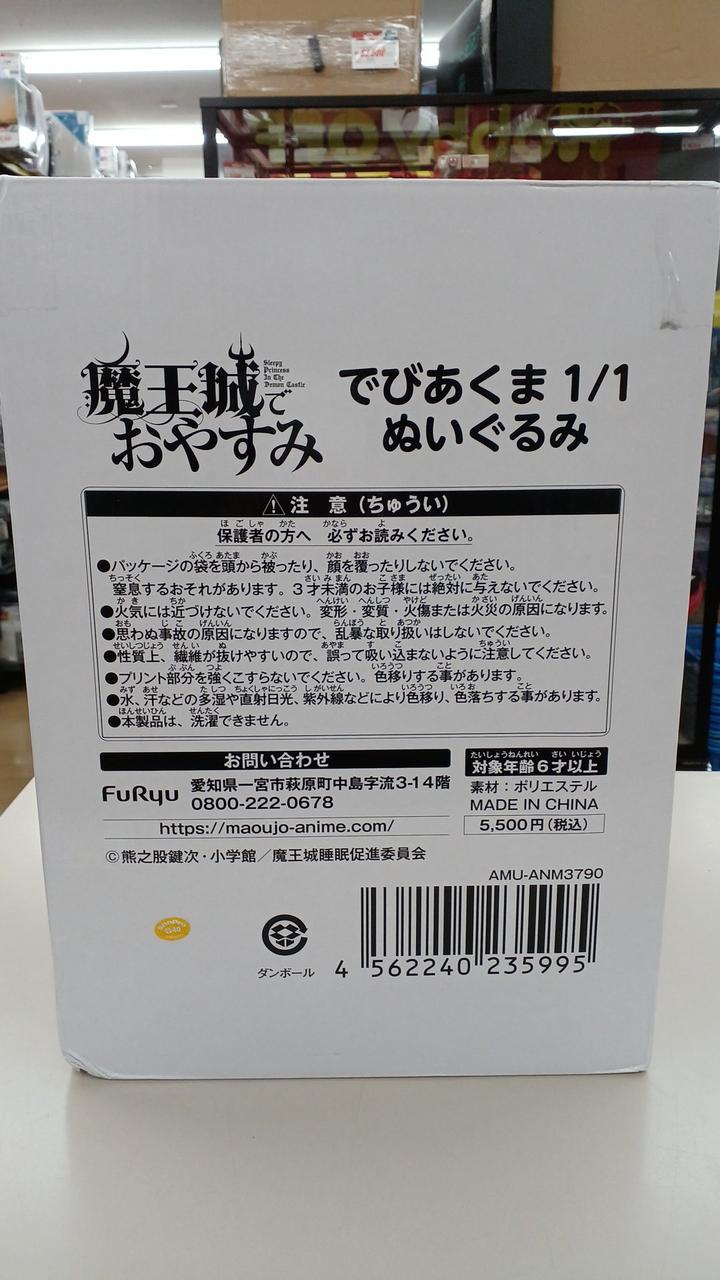 魔王城で
おやすみ
Sleepy
Princess
In The
Demon Castle
でびあくま 1/1
ぬいぐるみ
注 意（ちゅうい）
保護者の方へ 必ずお読みください。
●パッケージの袋を頭から被ったり、顔を覆ったりしないでください。
窒息するおそれがあります。3才未満のお子様には絶対に与えないでください。
●火気には近づけないでください。変形・変質・火傷または火災の原因になります。
●思わぬ事故の原因になりますので、乱暴な取り扱いはしないでください。
●性質上、繊維が抜けやすいので、誤って吸い込まないように注意してください。
●プリント部分を強くこすらないでください。色移りする事があります。
●水、汗などの多湿や直射日光、紫外線などにより色移り、色落ちする事があります。
●本製品は、洗濯できません。
お問い合わせ
FuRyu
愛知県一宮市萩原町中島字流3-1 4階
0800-222-0678
https://maoujo-anime.com/
対象年齢6才以上
素材：ポリエステル
MADE IN CHINA
5,500円（税込）
©熊之股鍵次・小学館／魔王城睡眠促進委員会
AMU-ANM3790
ダンボール
4 562240 235995